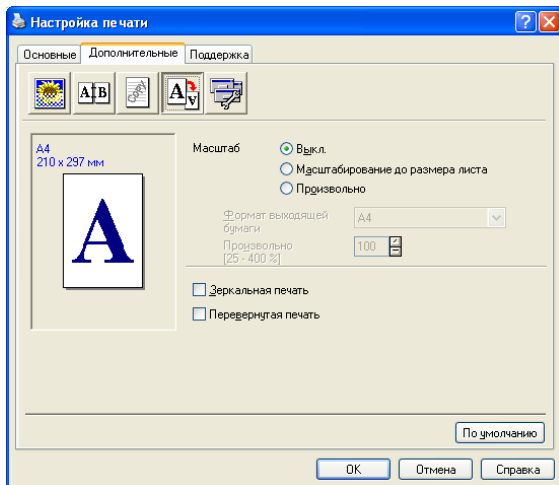 Настройка печати
Основные Дополнительные Поддержка
A B
COPY
A
A4
210 x 297 мм
A
Масштаб
Выкл.
Масштабирование до размера листа
Произвольно
Формат выходящей
бумаги
A4
Произвольно
[25 - 400 %]
100
Зеркальная печать
Перевернутая печать
По умолчанию
OK Отмена Справка